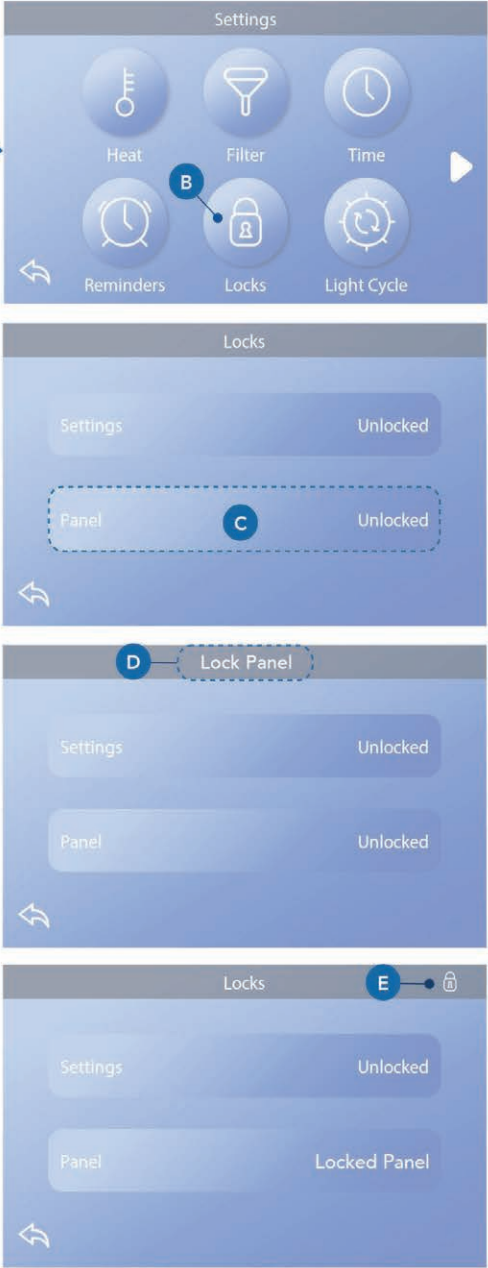 Settings
Heat Filter Time
B
Reminders Locks Light Cycle
Locks
Settings Unlocked
Panel C Unlocked
D Lock Panel
Settings Unlocked
Panel Unlocked
Locks E
Settings Unlocked
Panel Locked Panel